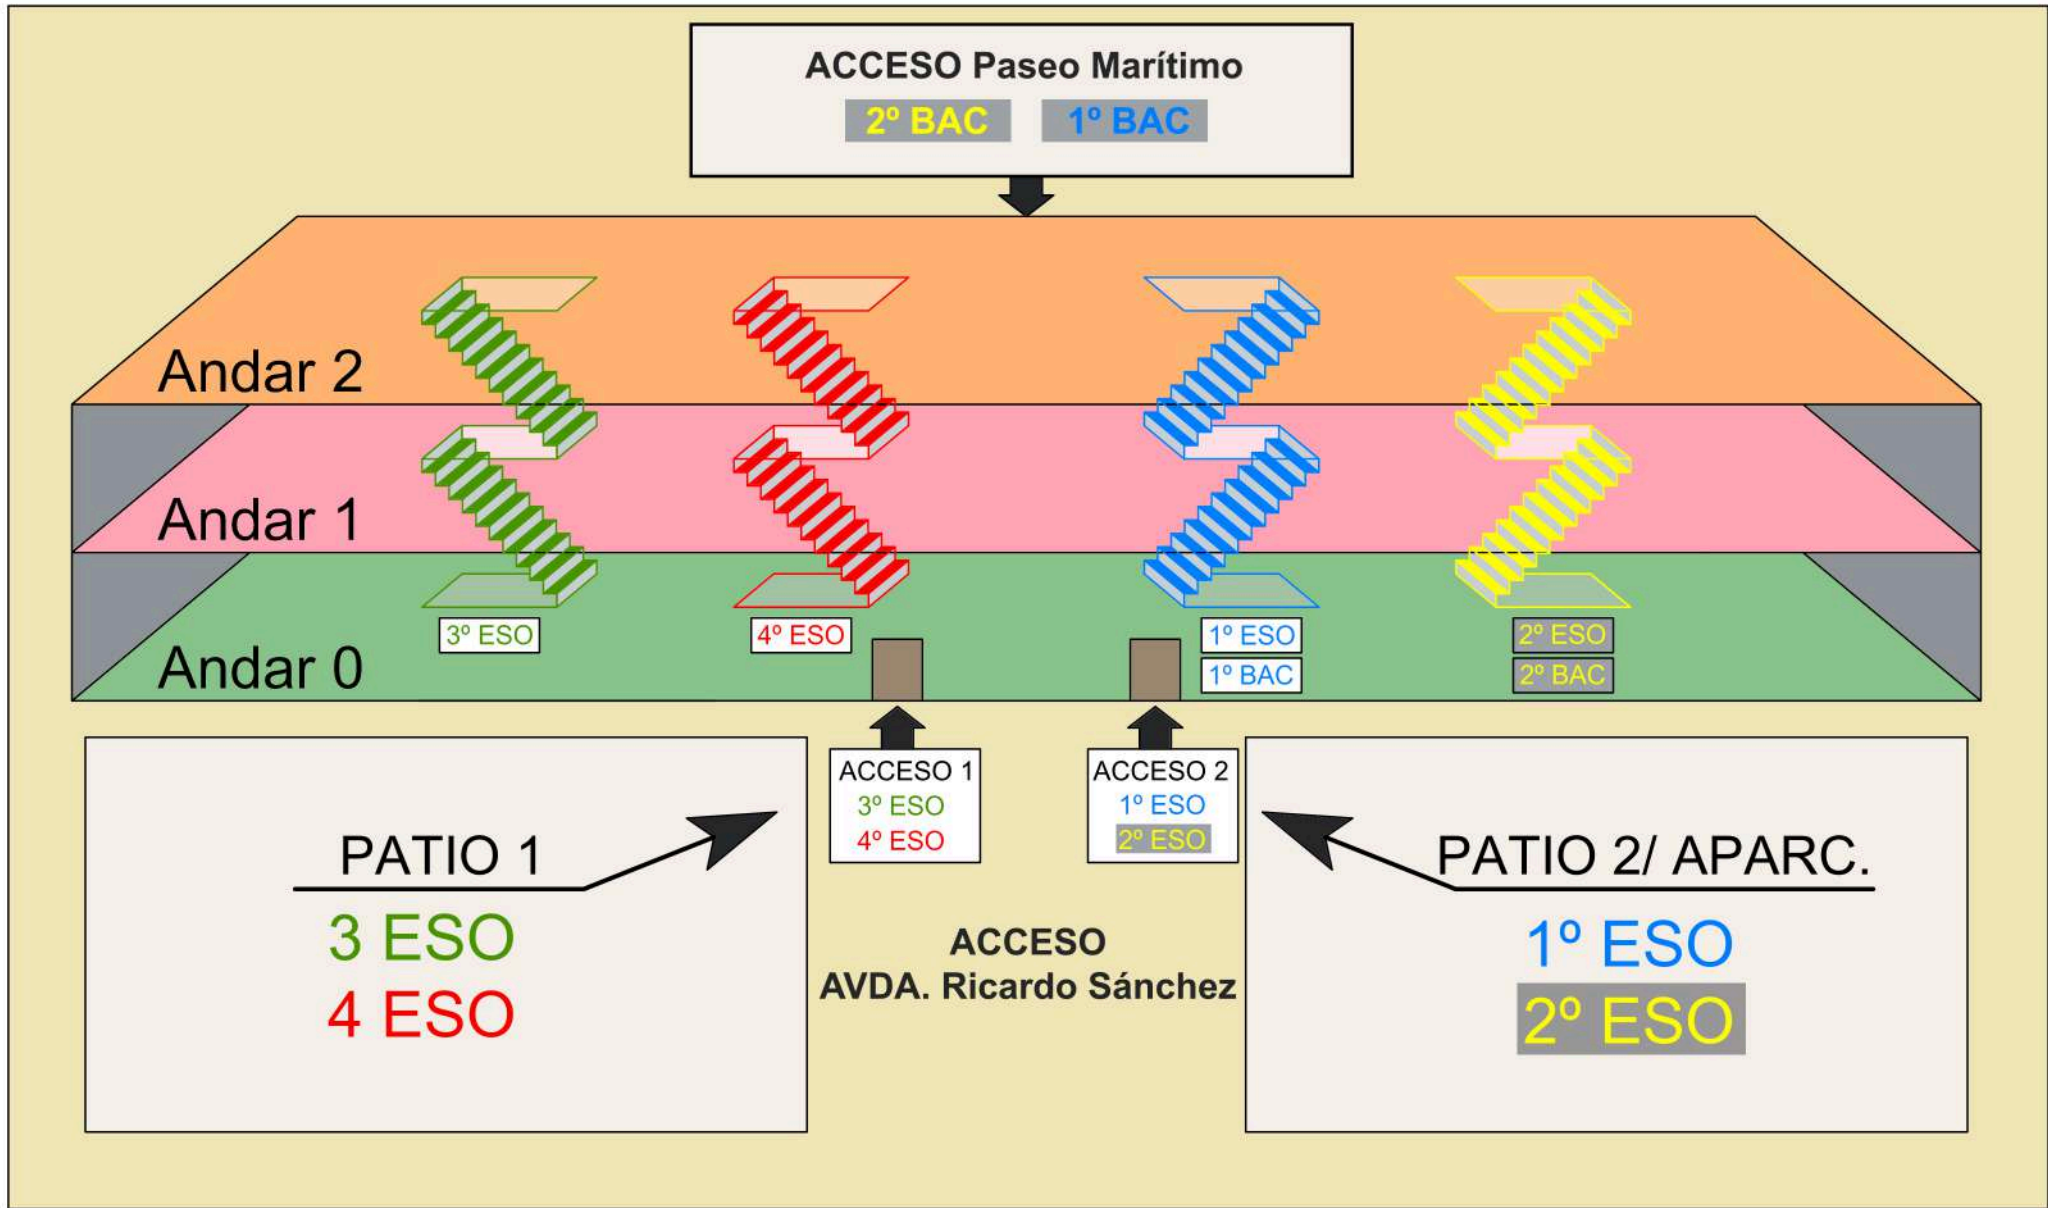 ACCESO Paseo Marítimo
2º BAC 1º BAC
Andar 2
Andar 1
Andar 0
3º ESO
4º ESO
1º ESO
1º BAC
2º ESO
2º BAC
ACCESO 1
3º ESO
4º ESO
ACCESO 2
1º ESO
2º ESO
PATIO 1
3 ESO
4 ESO
ACCESO
AVDA. Ricardo Sánchez
PATIO 2/ APARC.
1º ESO
2º ESO